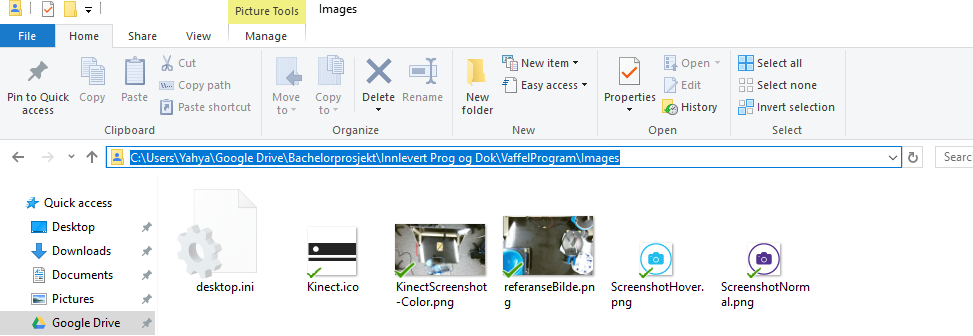 Picture Tools
Images
File
Home
Share
View
Manage
Pin to Quick
access
Copy
Paste
Cut
Copy path
Paste shortcut
Clipboard
Move
to
Copy
to
Delete
Rename
Organize
New
folder
New item
Easy access
New
Properties
Open
Edit
History
Open
Select all
Select none
Invert selection
Select
C:\Users\Yahya\Google Drive\Bachelorprosjekt\Innlevert Prog og Dok\VaffelProgram\Images
Searc
Quick access
Desktop
Downloads
Documents
Pictures
Google Drive
desktop.ini
Kinect.ico
KinectScreenshot
-Color.png
referanseBilde.pn
g
ScreenshotHover.
png
ScreenshotNorm
al.png